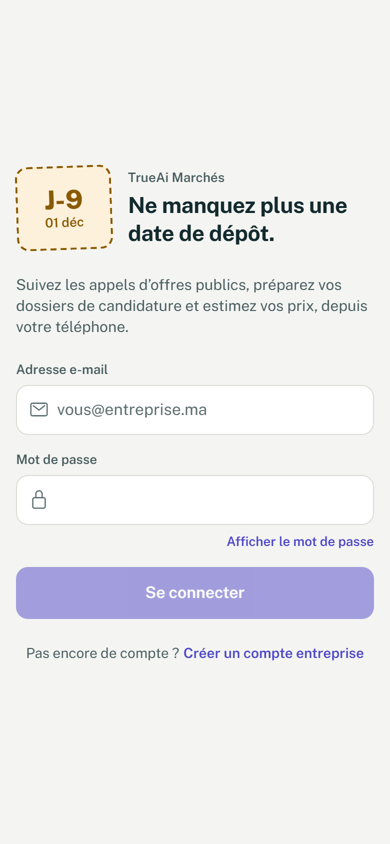 J-9
01 déc
TrueAi Marchés
Ne manquez plus une
date de dépôt.
Suivez les appels d’offres publics, préparez vos
dossiers de candidature et estimez vos prix, depuis
votre téléphone.
Adresse e-mail
vous@entreprise.ma
Mot de passe
Afficher le mot de passe
Se connecter
Pas encore de compte ? Créer un compte entreprise